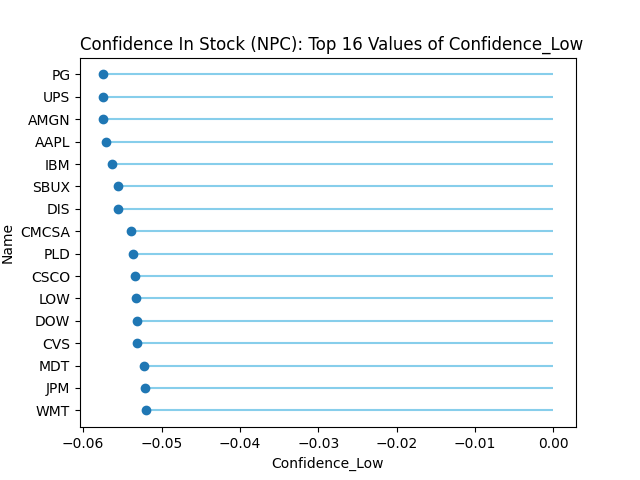 Confidence In Stock (NPC): Top 16 Values of Confidence_Low
PG
UPS
AMGN
AAPL
IBM
SBUX
DIS
CMCSA
PLD
CSCO
LOW
DOW
CVS
MDT
JPM
WMT
Name
−0.06 −0.05 −0.04 −0.03 −0.02 −0.01 0.00
Confidence_Low